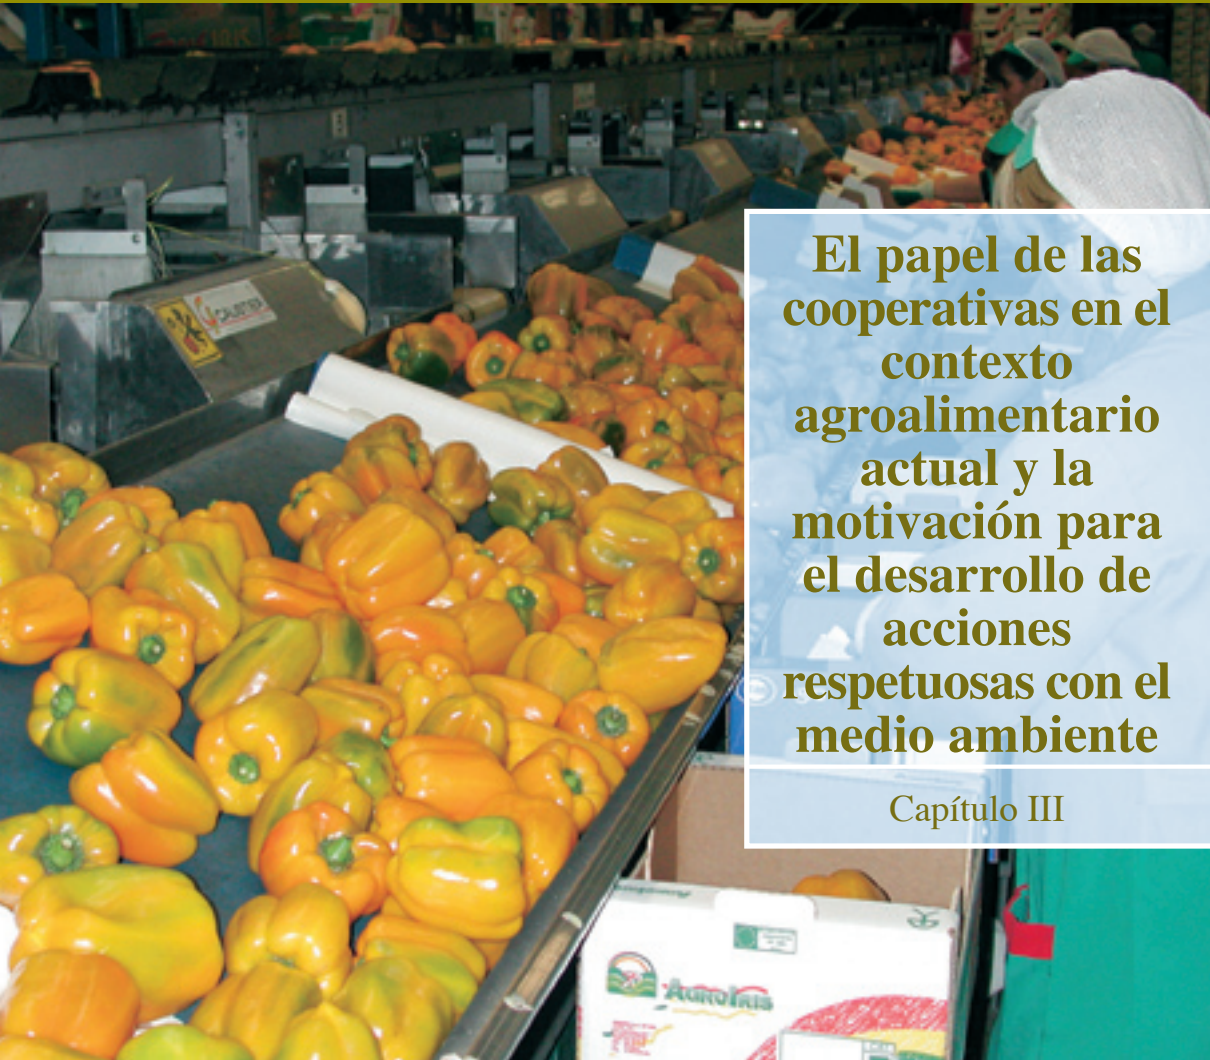 El papel de las
cooperativas en el
contexto
agroalimentario
actual y la
motivación para
el desarrollo de
acciones
respetuosas con el
medio ambiente
Capítulo III
CALISTER
AGROIRIS